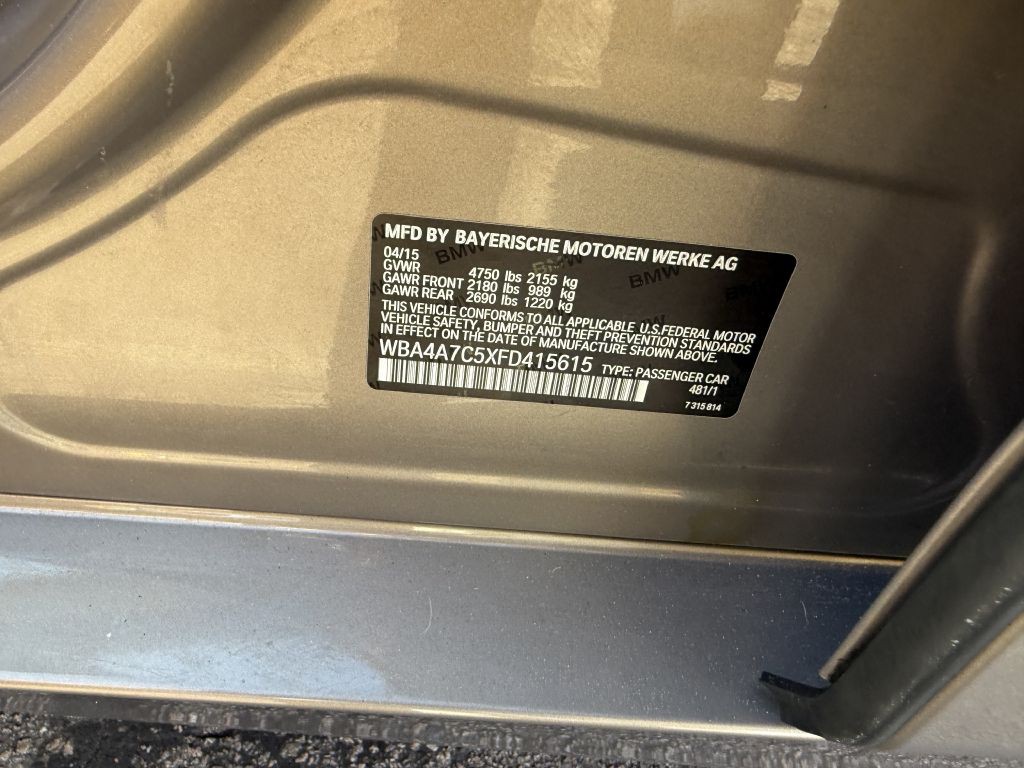 MFD BY BAYERISCHE MOTOREN WERKE AG
04/15
GVWR 4750 lbs 2155 kg
GAWR FRONT 2180 lbs 989 kg
GAWR REAR 2690 lbs 1220 kg
THIS VEHICLE CONFORMS TO ALL APPLICABLE U.S.FEDERAL MOTOR
VEHICLE SAFETY, BUMPER AND THEFT PREVENTION STANDARDS
IN EFFECT ON THE DATE OF MANUFACTURE SHOWN ABOVE.
WBA4A7C5XFD415615 TYPE: PASSENGER CAR
481/1
7 315 814
BMW
BMW